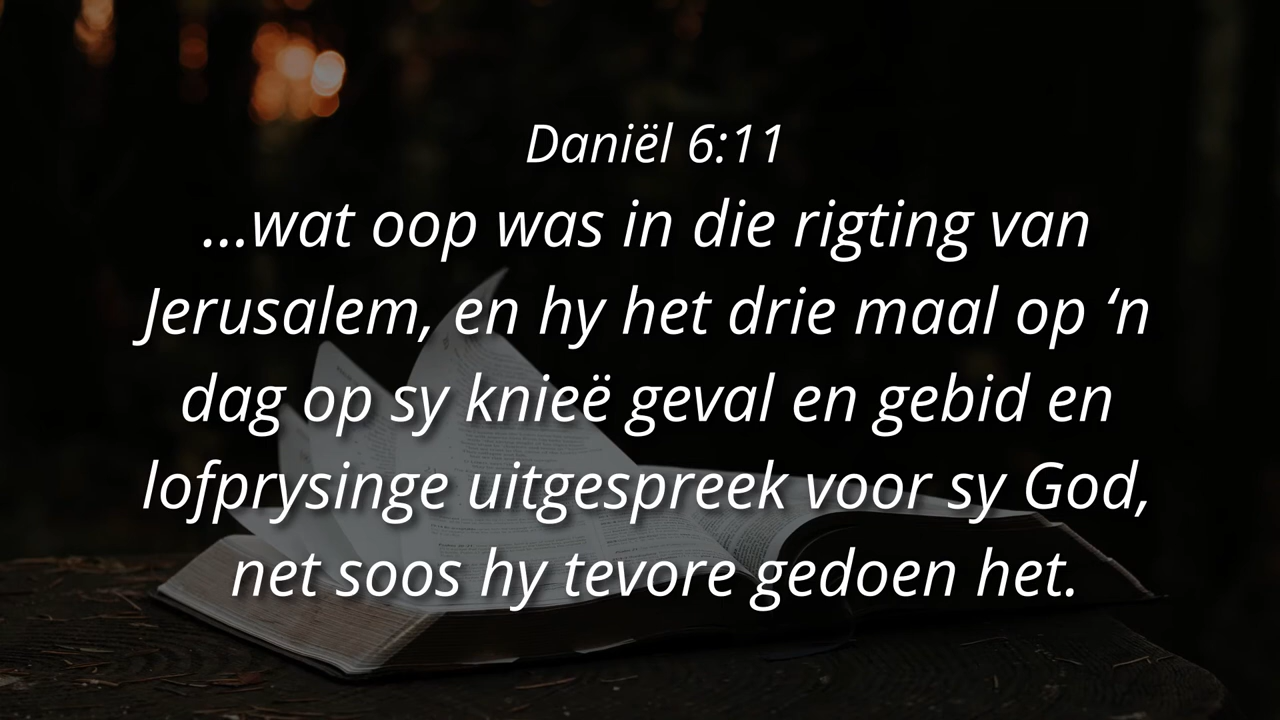 Daniël 6:11
...wat oop was in die rigting van
Jerusalem, en hy het drie maal op ‘n
dag op sy knieë geval en gebid en
lofprysinge uitgespreek voor sy God,
net soos hy tevore gedoen het.